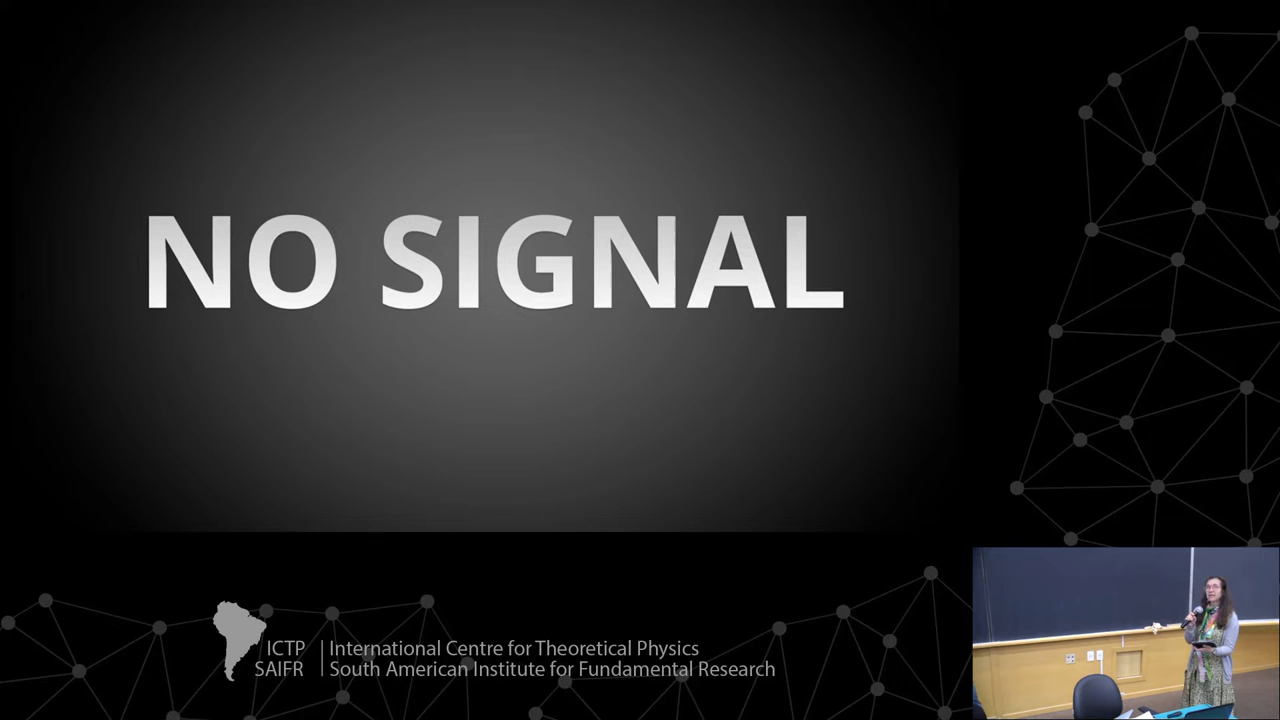 NO SIGNAL
ICTP | International Centre for Theoretical Physics
SAIFR | South American Institute for Fundamental Research